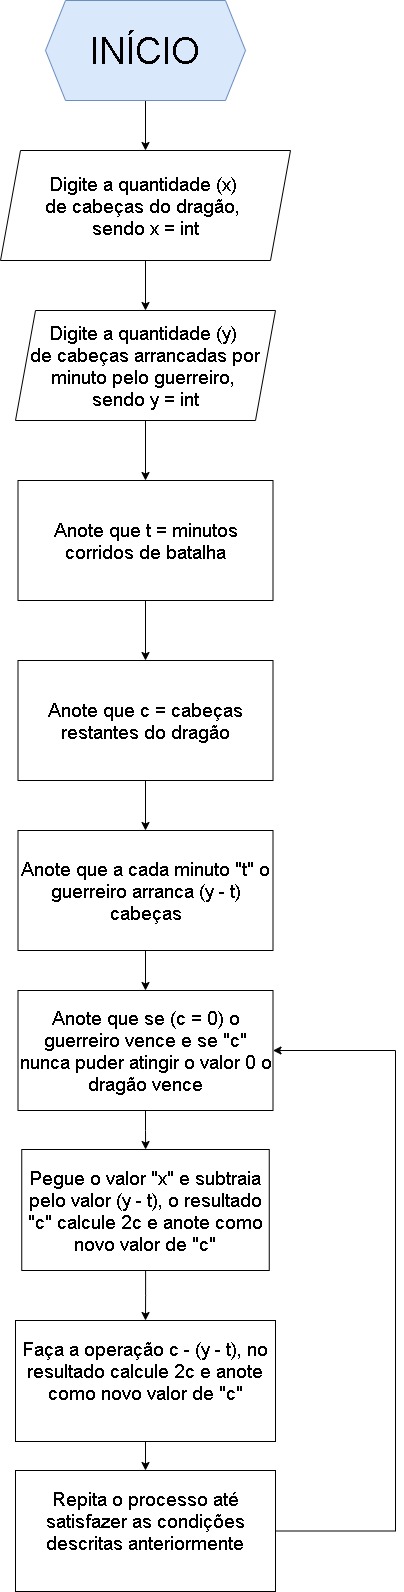 INÍCIO
Digite a quantidade (x)
de cabeças do dragão,
sendo x = int
Digite a quantidade (y)
de cabeças arrancadas por
minuto pelo guerreiro,
sendo y = int
Anote que t = minutos
corridos de batalha
Anote que c = cabeças
restantes do dragão
Anote que a cada minuto "t" o
guerreiro arranca (y - t)
cabeças
Anote que se (c = 0) o
guerreiro vence e se "c"
nunca puder atingir o valor 0 o
dragão vence
Pegue o valor "x" e subtraia
pelo valor (y - t), o resultado
"c" calcule 2c e anote como
novo valor de "c"
Faça a operação c - (y - t), no
resultado calcule 2c e anote
como novo valor de "c"
Repita o processo até
satisfazer as condições
descritas anteriormente